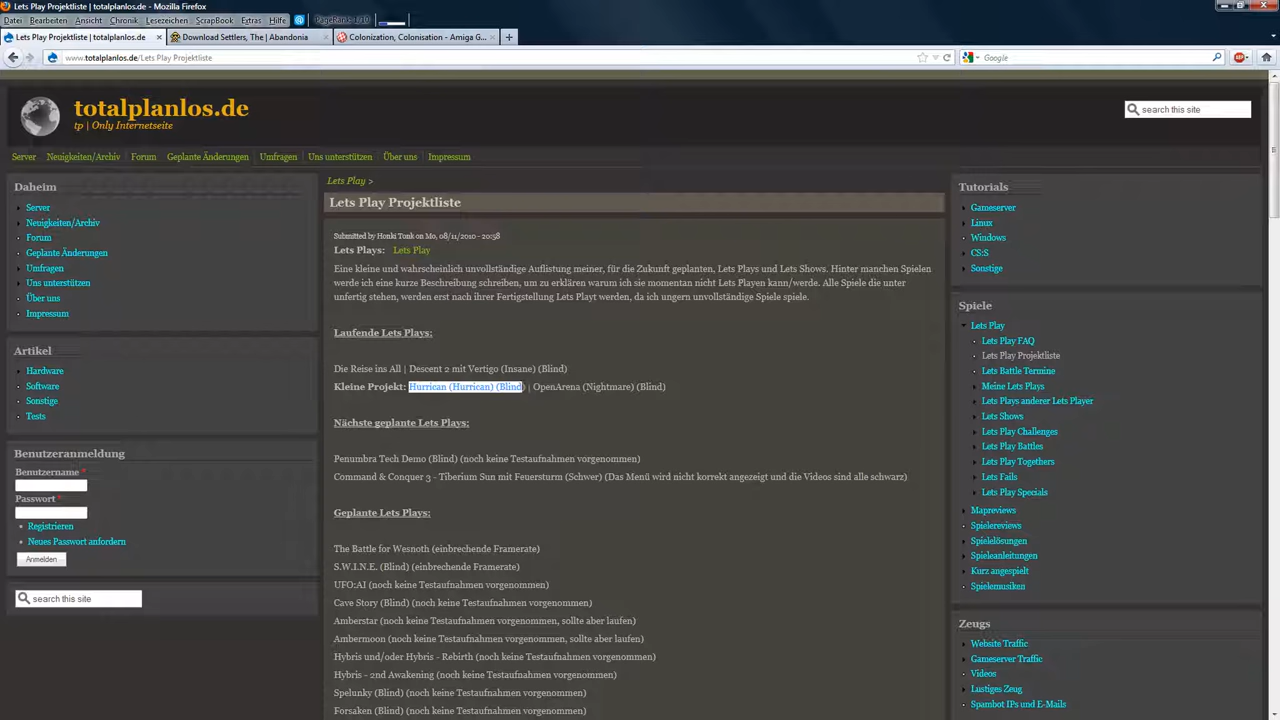 Lets Play Projektliste | totalplanlos.de - Mozilla Firefox
Datei Bearbeiten Ansicht Chronik Lesezeichen ScrapBook Extras Hilfe PageRank: 1/10
Lets Play Projektliste | totalplanlos.de
Download Settlers, The | Abandonia
Colonization, Colonisation - Amiga G...
www.totalplanlos.de/Lets Play Projektliste
Google
totalplanlos.de
tp | Only Internetseite
search this site
Server Neuigkeiten/Archiv Forum Geplante Änderungen Umfragen Uns unterstützen Über uns Impressum
Daheim
Server
Neuigkeiten/Archiv
Forum
Geplante Änderungen
Umfragen
Uns unterstützen
Über uns
Impressum
Artikel
Hardware
Software
Sonstige
Tests
Benutzeranmeldung
Benutzername *
Passwort *
Registrieren
Neues Passwort anfordern
Anmelden
search this site
Lets Play >
Lets Play Projektliste
Submitted by Honki Tonk on Mo, 08/11/2010 - 20:58
Lets Plays: Lets Play
Eine kleine und wahrscheinlich unvollständige Auflistung meiner, für die Zukunft geplanten, Lets Plays und Lets Shows. Hinter manchen Spielen
werde ich eine kurze Beschreibung schreiben, um zu erklären warum ich sie momentan nicht Lets Playen kann/werde. Alle Spiele die unter
unfertig stehen, werden erst nach ihrer Fertigstellung Lets Playt werden, da ich ungern unvollständige Spiele spiele.
Laufende Lets Plays:
Die Reise ins All | Descent 2 mit Vertigo (Insane) (Blind)
Kleine Projekt: Hurrican (Hurrican) (Blind) | OpenArena (Nightmare) (Blind)
Nächste geplante Lets Plays:
Penumbra Tech Demo (Blind) (noch keine Testaufnahmen vorgenommen)
Command & Conquer 3 - Tiberium Sun mit Feuersturm (Schwer) (Das Menü wird nicht korrekt angezeigt und die Videos sind alle schwarz)
Geplante Lets Plays:
The Battle for Wesnoth (einbrechende Framerate)
S.W.I.N.E. (Blind) (einbrechende Framerate)
UFO:AI (noch keine Testaufnahmen vorgenommen)
Cave Story (Blind) (noch keine Testaufnahmen vorgenommen)
Amberstar (noch keine Testaufnahmen vorgenommen, sollte aber laufen)
Ambermoon (noch keine Testaufnahmen vorgenommen, sollte aber laufen)
Hybris und/oder Hybris - Rebirth (noch keine Testaufnahmen vorgenommen)
Hybris - 2nd Awakening (noch keine Testaufnahmen vorgenommen)
Spelunky (Blind) (noch keine Testaufnahmen vorgenommen)
Forsaken (Blind) (noch keine Testaufnahmen vorgenommen)
Tutorials
Gameserver
Linux
Windows
CS:S
Sonstige
Spiele
Lets Play
Lets Play FAQ
Lets Play Projektliste
Lets Battle Termine
Meine Lets Plays
Lets Plays anderer Lets Player
Lets Shows
Lets Play Challenges
Lets Play Battles
Lets Play Togethers
Lets Fails
Lets Play Specials
Mapreviews
Spielereviews
Spielelösungen
Spieleanleitungen
Kurz angespielt
Spielemusiken
Zeugs
Website Traffic
Gameserver Traffic
Videos
Lustiges Zeug
Spambot IPs und E-Mails